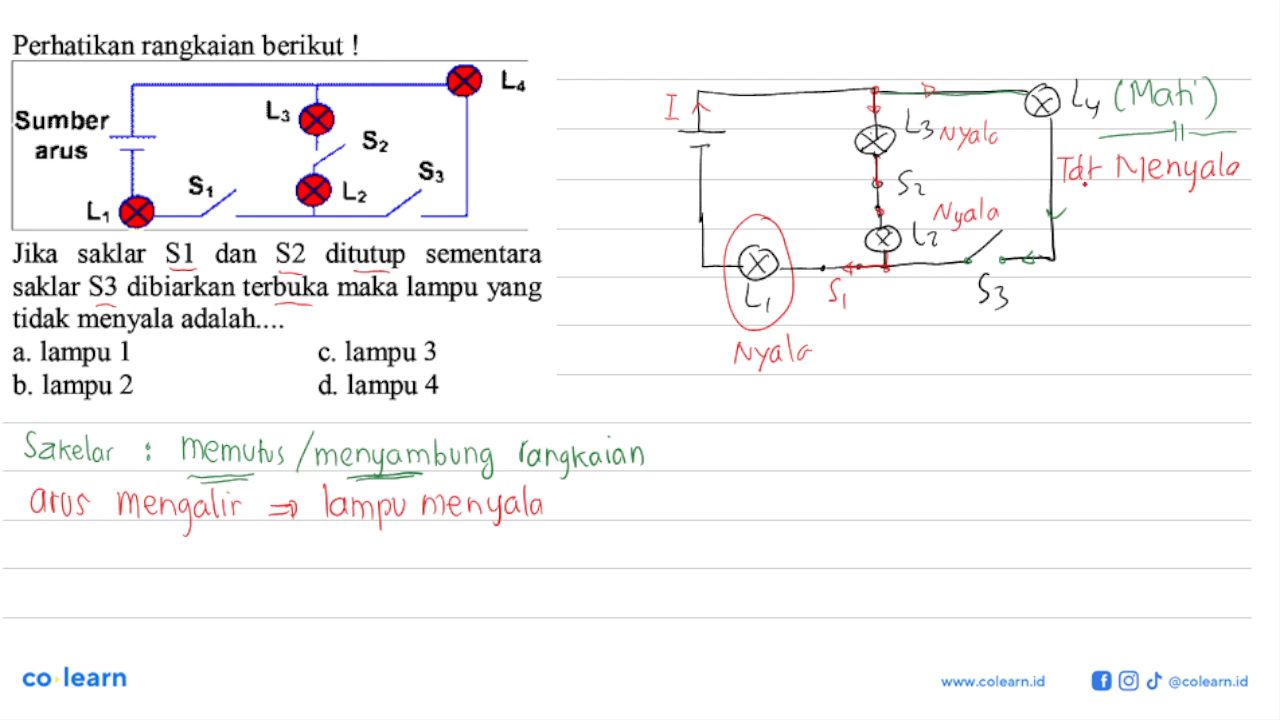 Perhatikan rangkaian berikut !
Sumber arus
L1
S1
L3
S2
L2
S3
L4
Jika saklar S1 dan S2 ditutup sementara
saklar S3 dibiarkan terbuka maka lampu yang
tidak menyala adalah....
a. lampu 1
c. lampu 3
b. lampu 2
d. lampu 4
I
L3 Nyala
S2
Nyala
L2
L4 (Mati)
Tdk Menyala
L1
S1
S3
Nyala
Sakelar : memutus/menyambung rangkaian
arus mengalir ⇒ lampu menyala
co learn
www.colearn.id
@colearn.id